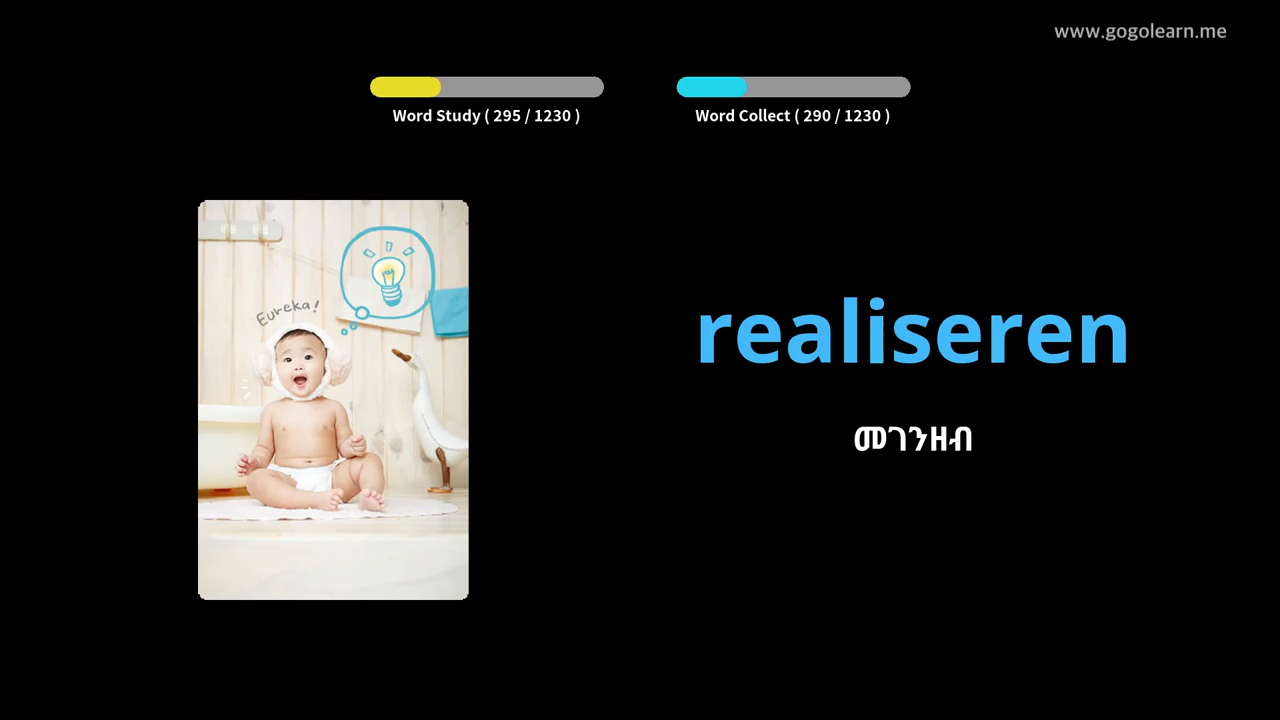 www.gogolearn.me
Word Study ( 295 / 1230 )
Word Collect ( 290 / 1230 )
Eureka!
realiseren
መገንዘብ